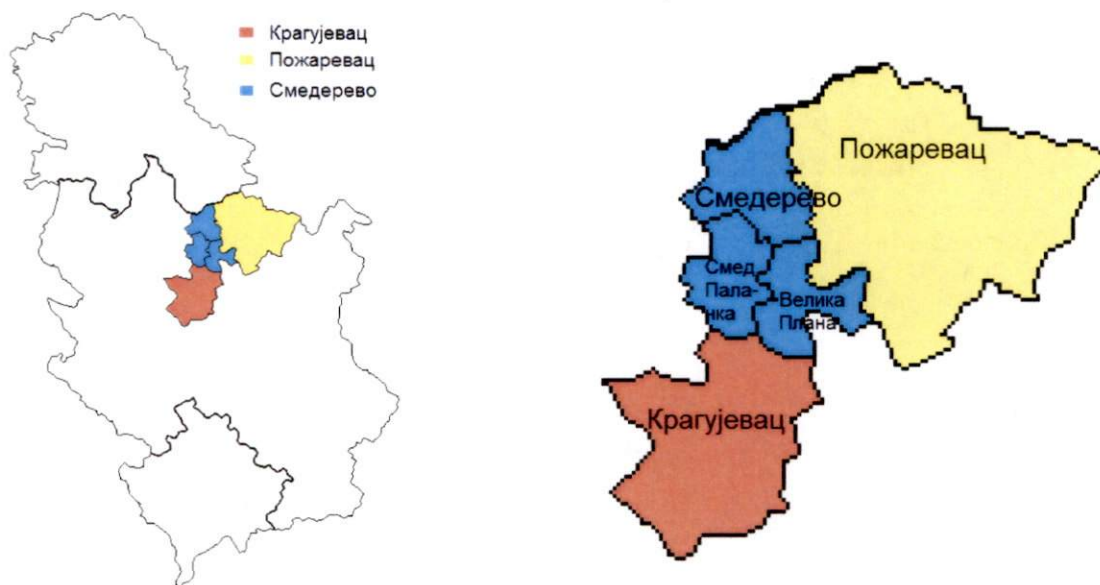 Крагујевац
Пожаревац
Смедерево
Пожаревац
Смедерево
Смед.
Пала-
нка
Велика
Плана
Крагујевац